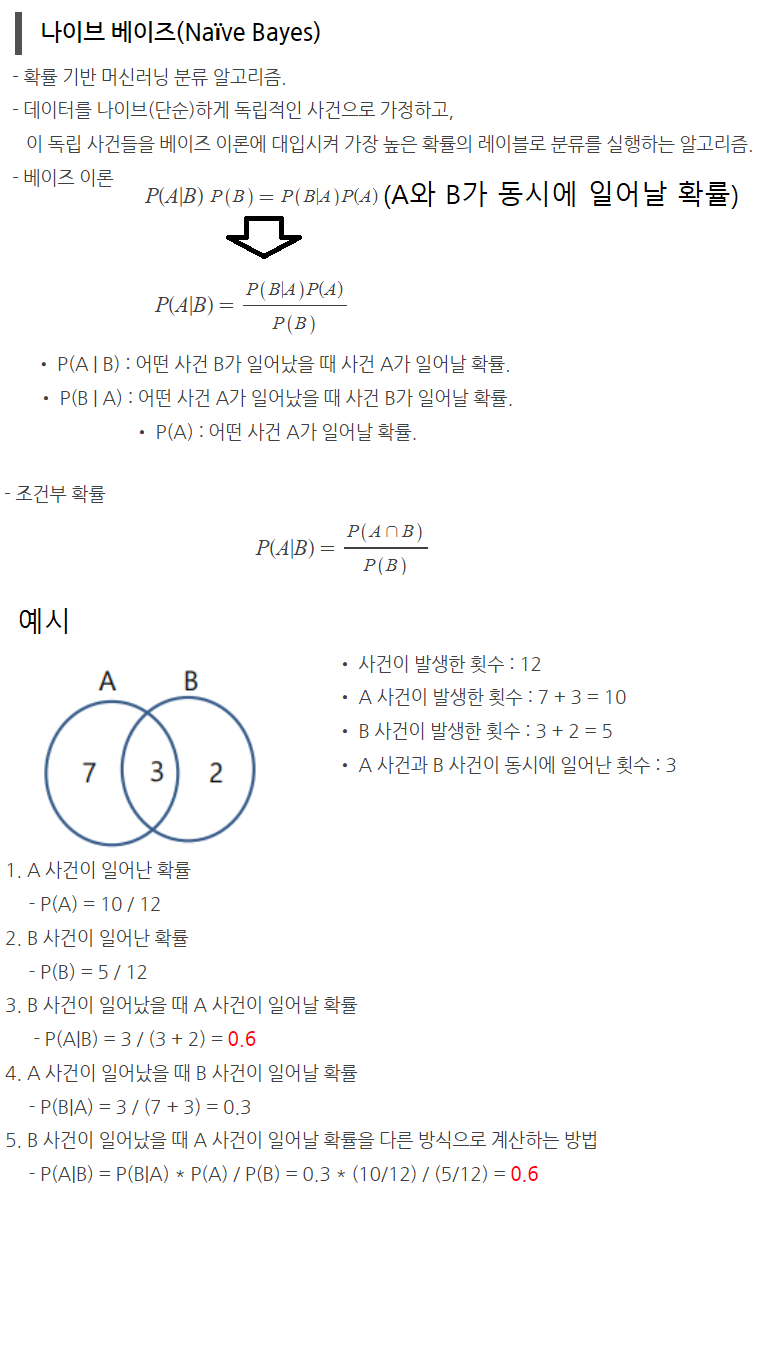 나이브 베이즈(Naïve Bayes)
- 확률 기반 머신러닝 분류 알고리즘.
- 데이터를 나이브(단순)하게 독립적인 사건으로 가정하고,
이 독립 사건들을 베이즈 이론에 대입시켜 가장 높은 확률의 레이블로 분류를 실행하는 알고리즘.
- 베이즈 이론
P(A|B) P(B) = P(B|A)P(A) (A와 B가 동시에 일어날 확률)
P(A|B) = P(B|A)P(A) / P(B)
• P(A | B) : 어떤 사건 B가 일어났을 때 사건 A가 일어날 확률.
• P(B | A) : 어떤 사건 A가 일어났을 때 사건 B가 일어날 확률.
• P(A) : 어떤 사건 A가 일어날 확률.
- 조건부 확률
P(A|B) = P(A∩B) / P(B)
예시
A B
7 3 2
• 사건이 발생한 횟수 : 12
• A 사건이 발생한 횟수 : 7 + 3 = 10
• B 사건이 발생한 횟수 : 3 + 2 = 5
• A 사건과 B 사건이 동시에 일어난 횟수 : 3
1. A 사건이 일어난 확률
- P(A) = 10 / 12
2. B 사건이 일어난 확률
- P(B) = 5 / 12
3. B 사건이 일어났을 때 A 사건이 일어날 확률
- P(A|B) = 3 / (3 + 2) = 0.6
4. A 사건이 일어났을 때 B 사건이 일어날 확률
- P(B|A) = 3 / (7 + 3) = 0.3
5. B 사건이 일어났을 때 A 사건이 일어날 확률을 다른 방식으로 계산하는 방법
- P(A|B) = P(B|A) * P(A) / P(B) = 0.3 * (10/12) / (5/12) = 0.6